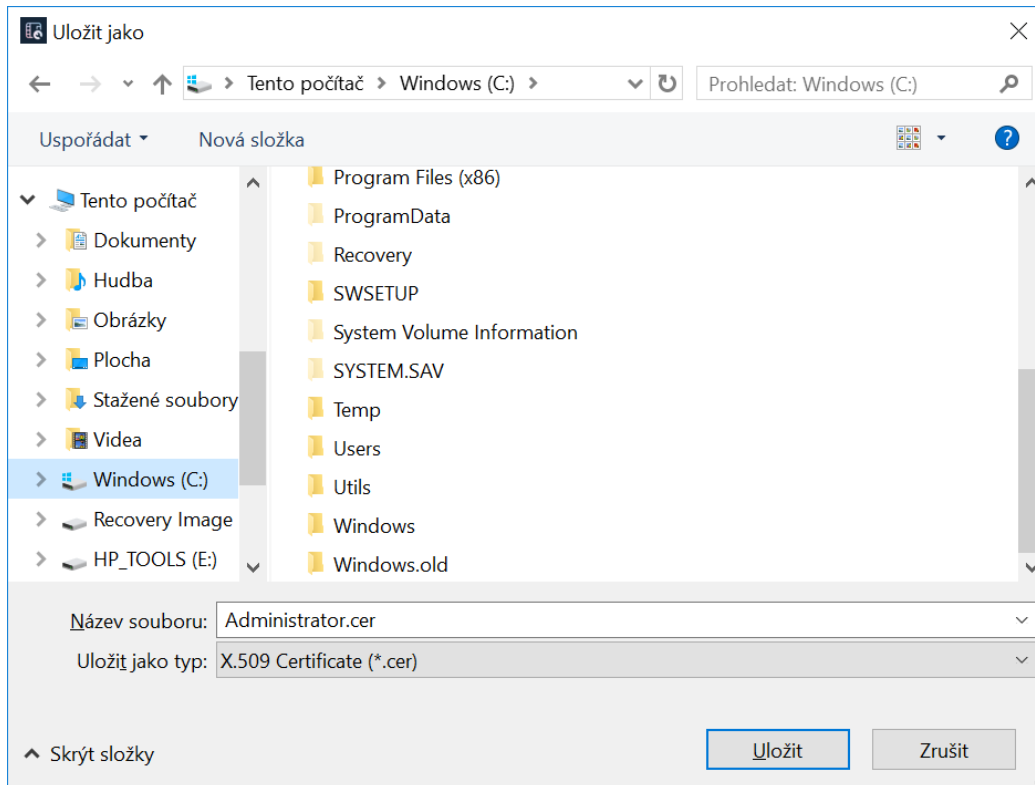 Uložit jako
Tento počítač > Windows (C:) >
Prohledat: Windows (C:)
Uspořádat
Nová složka
?
Tento počítač
Dokumenty
Hudba
Obrázky
Plocha
Stažené soubory
Videa
Windows (C:)
Recovery Image
HP_TOOLS (E:)
Program Files (x86)
ProgramData
Recovery
SWSETUP
System Volume Information
SYSTEM.SAV
Temp
Users
Utils
Windows
Windows.old
Název souboru: Administrator.cer
Uložit jako typ: X.509 Certificate (*.cer)
Skrýt složky
Uložit
Zrušit